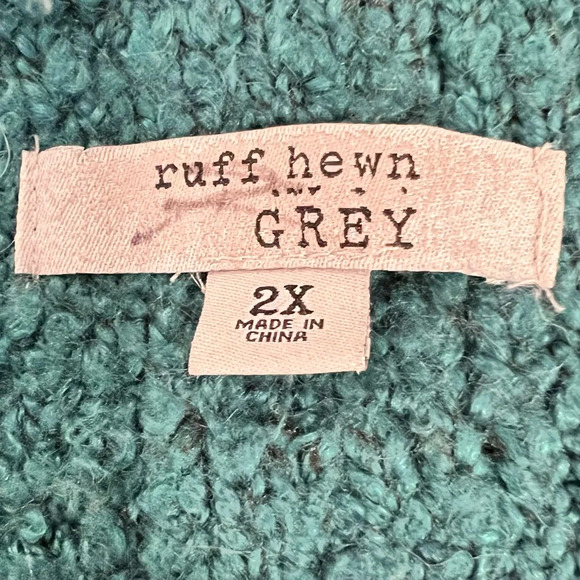 ruff hewn
GREY
2X
MADE IN
CHINA